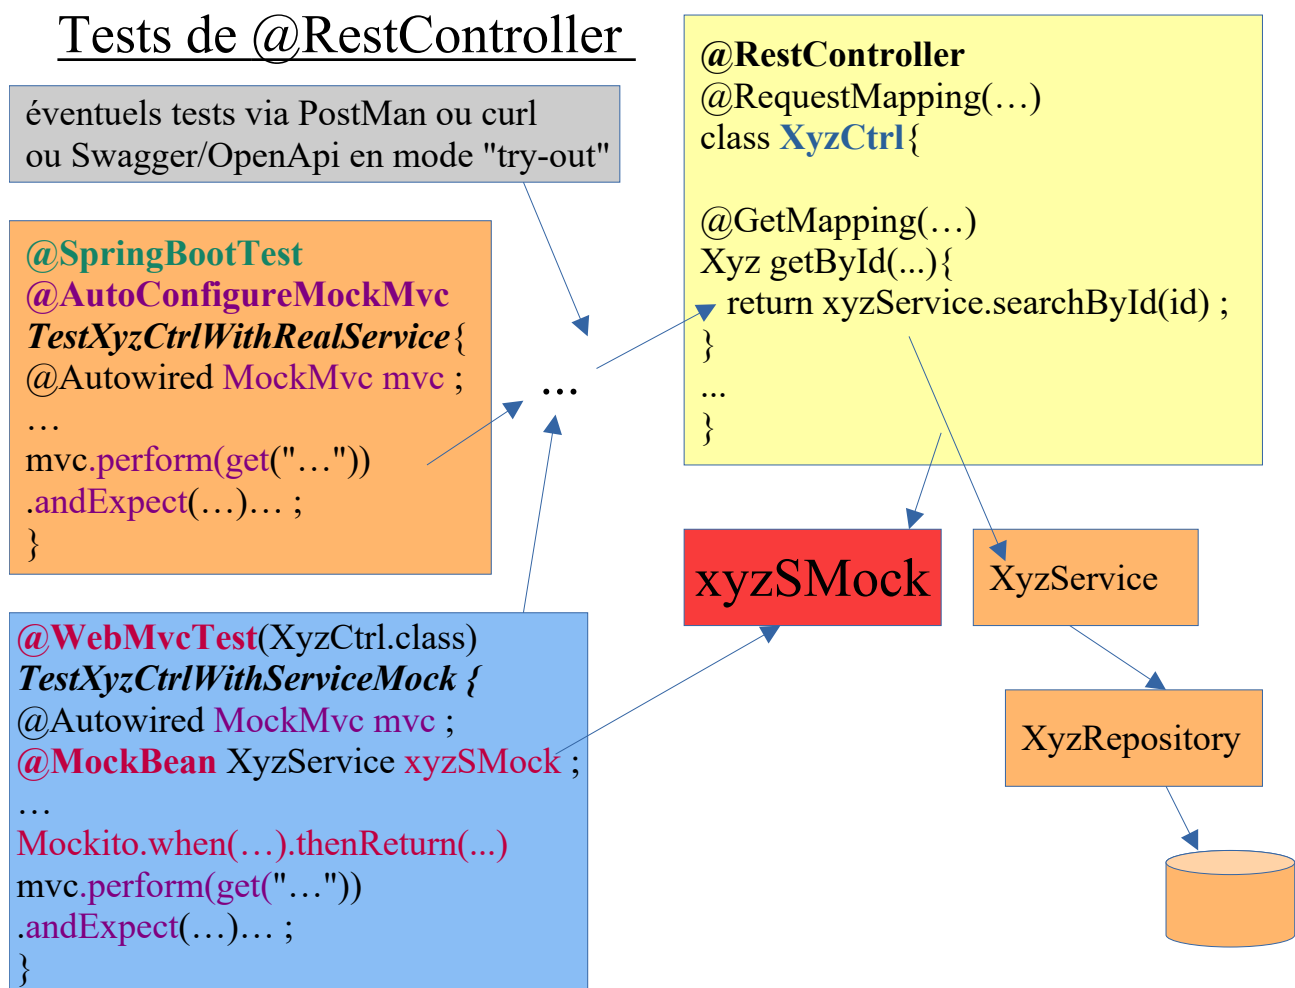 Tests de @RestController
éventuels tests via PostMan ou curl
ou Swagger/OpenApi en mode "try-out"
@SpringBootTest
@AutoConfigureMockMvc
TestXyzCtrlWithRealService{
@Autowired MockMvc mvc ;
…
mvc.perform(get("…"))
.andExpect(…)… ;
}
@WebMvcTest(XyzCtrl.class)
TestXyzCtrlWithServiceMock {
@Autowired MockMvc mvc ;
@MockBean XyzService xyzSMock ;
…
Mockito.when(…).thenReturn(...)
mvc.perform(get("…"))
.andExpect(…)… ;
}
...
@RestController
@RequestMapping(…)
class XyzCtrl{
@GetMapping(…)
Xyz getById(...){
return xyzService.searchById(id) ;
}
...
}
xyzSMock
XyzService
XyzRepository